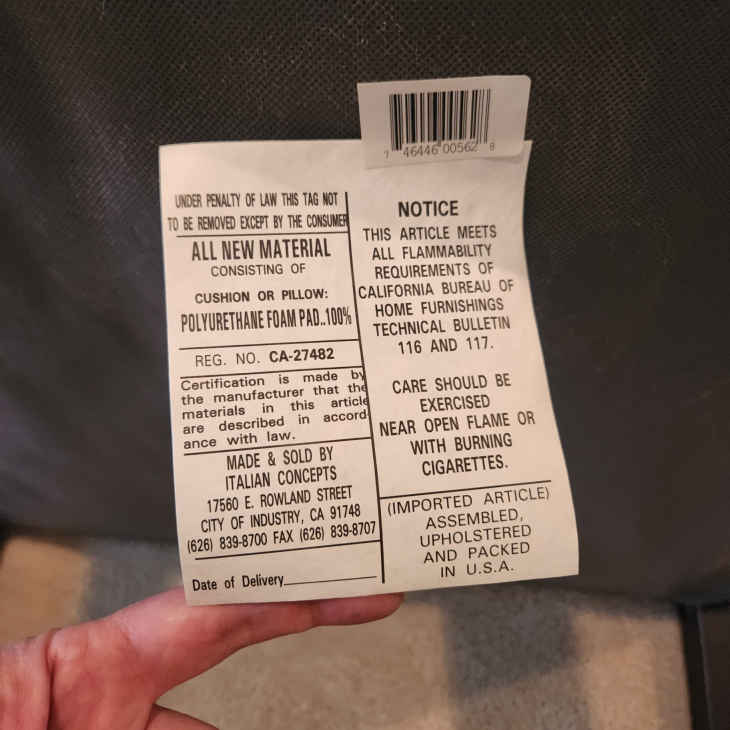 7 46446 00562 8
UNDER PENALTY OF LAW THIS TAG NOT
TO BE REMOVED EXCEPT BY THE CONSUMER
ALL NEW MATERIAL
CONSISTING OF
CUSHION OR PILLOW:
POLYURETHANE FOAM PAD..100%
REG. NO. CA-27482
Certification is made by
the manufacturer that the
materials in this article
are described in accord-
ance with law.
MADE & SOLD BY
ITALIAN CONCEPTS
17560 E. ROWLAND STREET
CITY OF INDUSTRY, CA 91748
(626) 839-8700 FAX (626) 839-8707
Date of Delivery
NOTICE
THIS ARTICLE MEETS
ALL FLAMMABILITY
REQUIREMENTS OF
CALIFORNIA BUREAU OF
HOME FURNISHINGS
TECHNICAL BULLETIN
116 AND 117.
CARE SHOULD BE
EXERCISED
NEAR OPEN FLAME OR
WITH BURNING
CIGARETTES.
(IMPORTED ARTICLE)
ASSEMBLED,
UPHOLSTERED
AND PACKED
IN U.S.A.